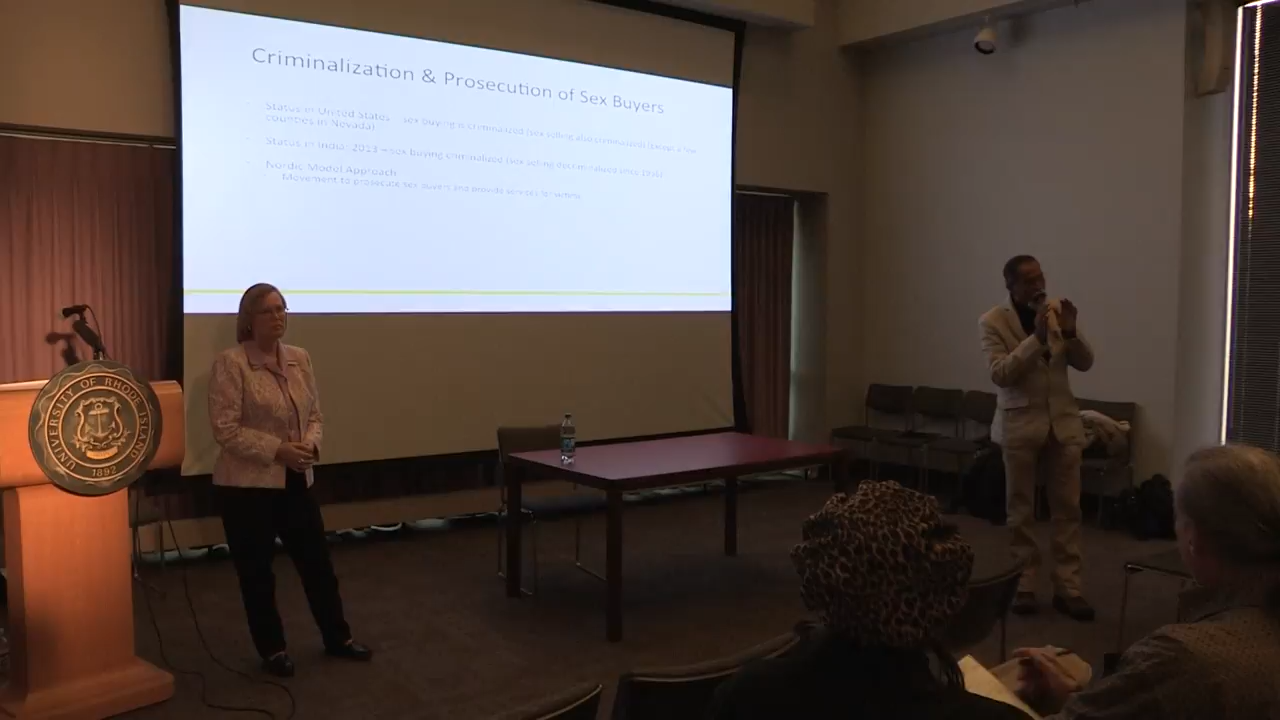 Criminalization & Prosecution of Sex Buyers
Status in United States – sex buying is criminalized (sex selling also criminalized) (except a few
counties in Nevada)
Status in India: 2013 – sex buying criminalized (sex selling decriminalized since
Nordic Model Approach
Movement to prosecute sex buyers and provide services for victims
UNIVERSITY OF RHODE ISLAND
1892